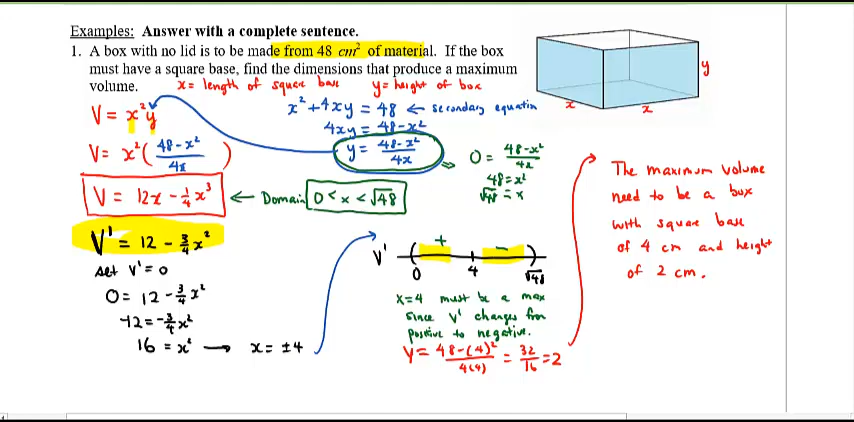 Examples: Answer with a complete sentence.
1. A box with no lid is to be made from 48 cm² of material. If the box
must have a square base, find the dimensions that produce a maximum
volume.
x = length of square base y = height of box
V = x²y
x² + 4xy = 48 ← secondary equation
4xy = 48 - x²
y = (48 - x²)/(4x)
V = x²((48 - x²)/(4x))
0 = (48 - x²)/(4x)
48 = x²
√48 = x
V = 12x - ¼x³ ← Domain 0 < x < √48
V' = 12 - ¾x²
set V' = 0
0 = 12 - ¾x²
-12 = -¾x²
16 = x² → x = ±4
V' + -
0 4 √48
x = 4 must be a max
since V' changes from
positive to negative.
y = (48 - (4)²)/(4(4)) = 32/16 = 2
y
x x
The maximum volume
need to be a box
with square base
of 4 cm and height
of 2 cm.